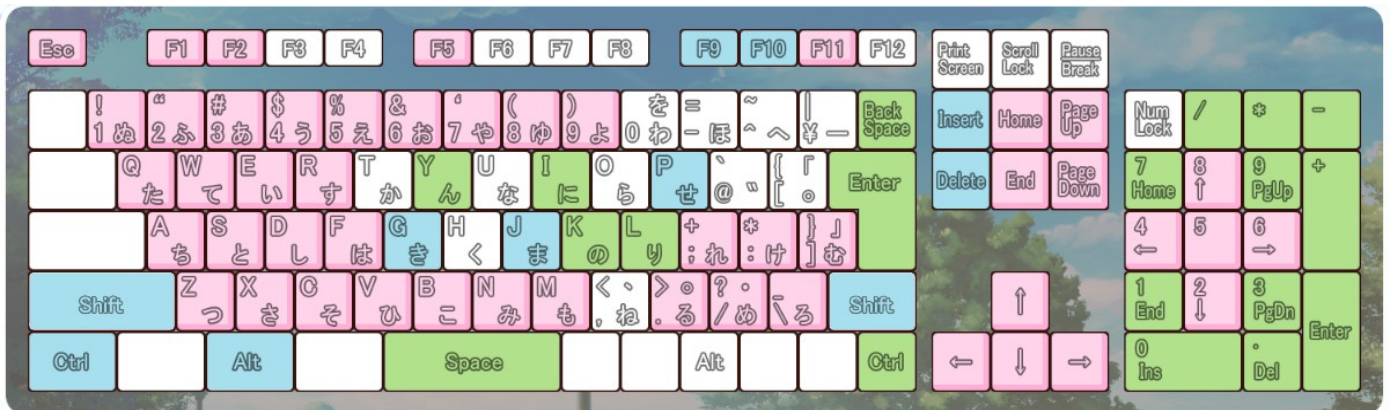 Esc F1 F2 F3 F4 F5 F6 F7 F8 F9 F10 F11 F12 Print Screen Scroll Lock Pause Break
! 1 ぬ “ 2 ふ # 3 あ $ 4 う % 5 え & 6 お ‘ 7 や ( 8 ゆ ) 9 よ 0 を わ = - ほ ~ ^ へ | ¥ ー Back Space Insert Home Page Up Num Lock / * -
Q た W て E い R す T か Y ん U な I に O ら P せ ` @ ゛ { [ 「 ゜ Enter Delete End Page Down 7 Home 8 ↑ 9 PgUp +
A ち S と D し F は G き H く J ま K の L り + ; れ * : け } ] 」 む 4 ← 5 6 →
Shift Z つ X さ C そ V ひ B こ N み M も < 、 , ね > 。 . る ? ・ / め _ \ ろ Shift ↑ 1 End 2 ↓ 3 PgDn Enter
Ctrl Alt Space Alt Ctrl ← ↓ → 0 Ins . Del